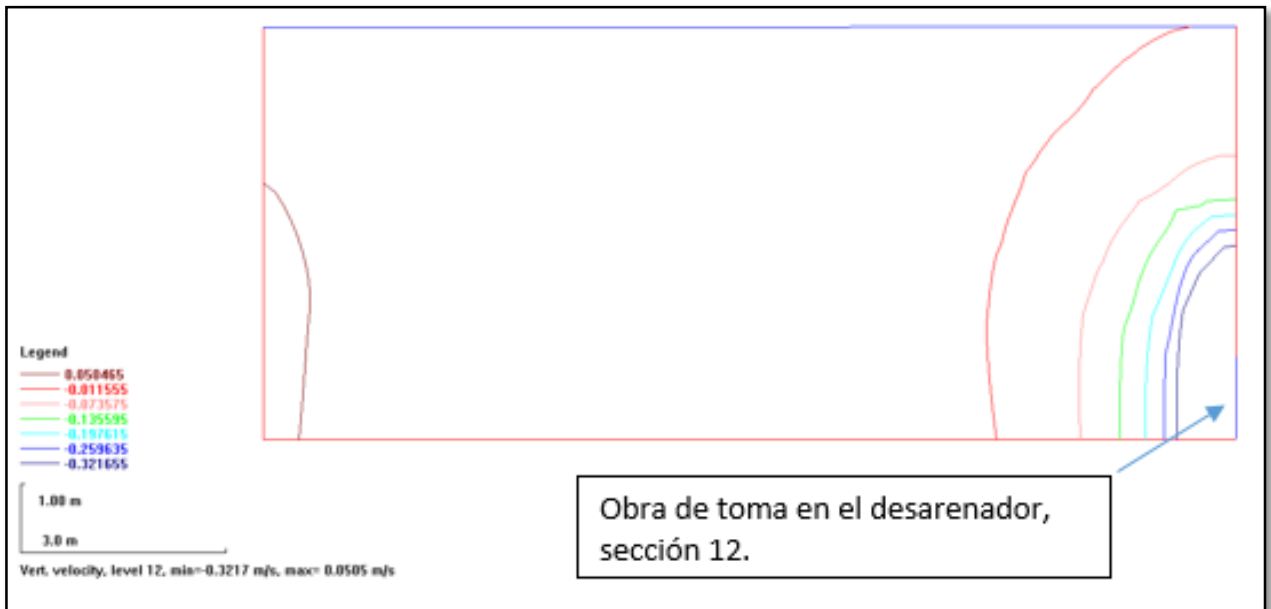 Legend
0.050465
-0.011555
-0.073575
-0.135595
-0.197615
-0.259635
-0.321655
1.00 m
3.0 m
Vert. velocity, level 12, min=-0.3217 m/s, max= 0.0505 m/s
Obra de toma en el desarenador,
sección 12.